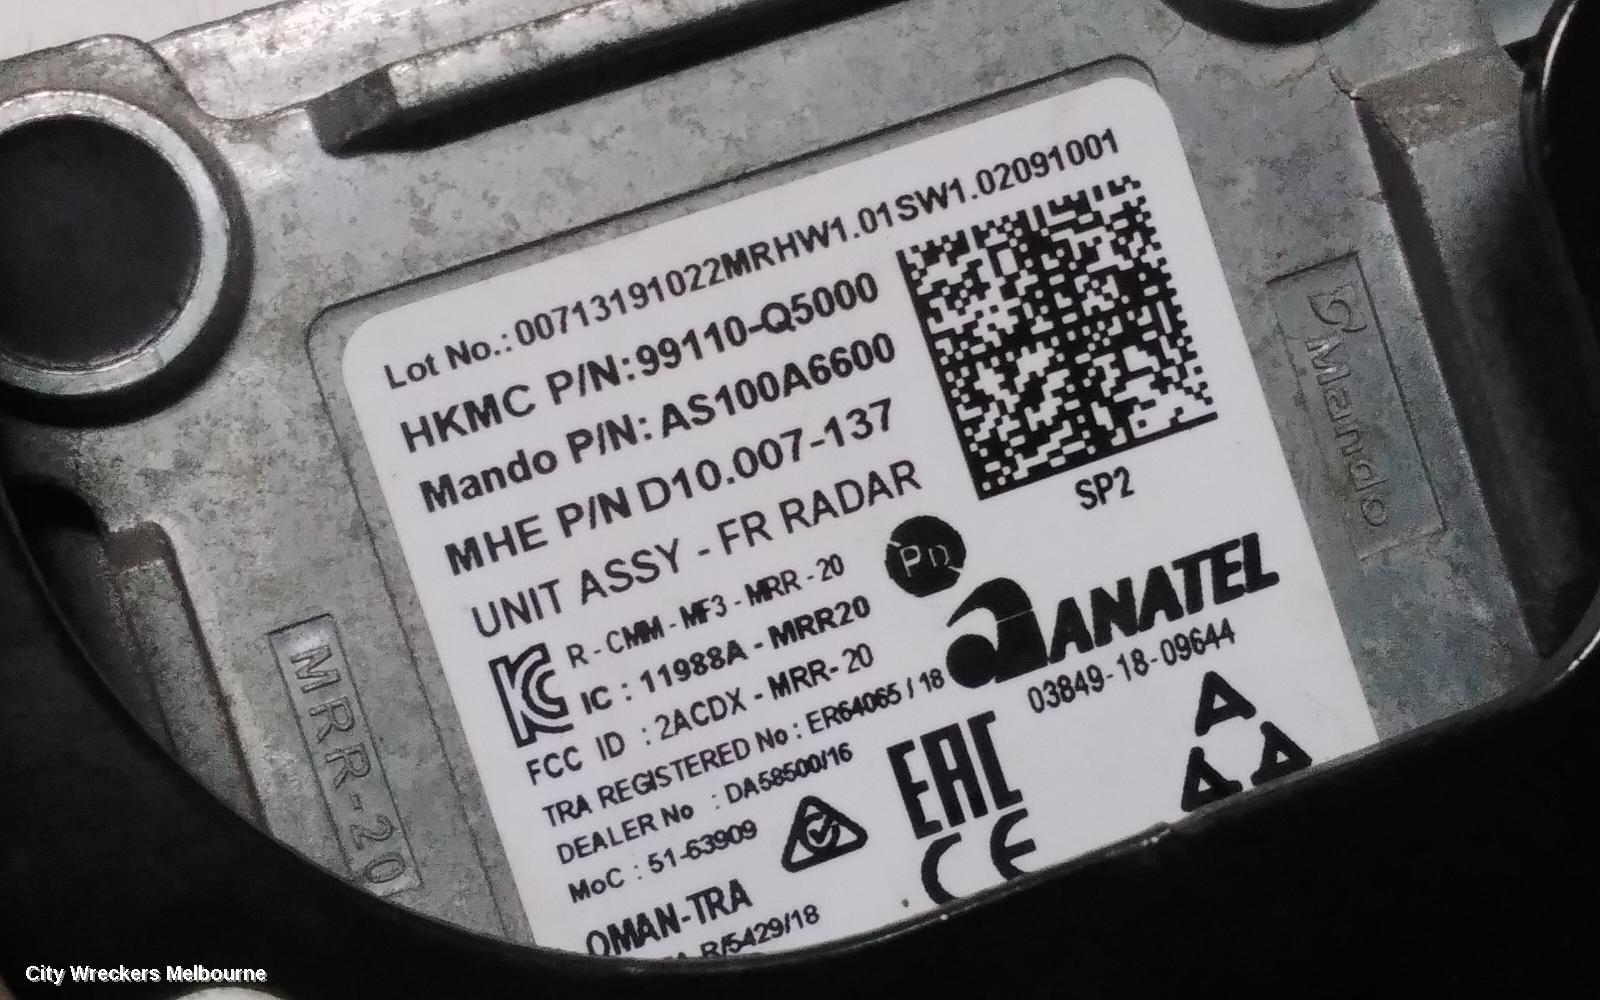 Lot No.: 00713191022MRHW1.01SW1.02091001
HKMC P/N: 99110-Q5000
Mando P/N: AS100A6600
MHE P/N D10.007-137
UNIT ASSY - FR RADAR
SP2
R - CMM - MF3 - MRR - 20
IC : 11988A - MRR20
FCC ID : 2ACDX - MRR- 20
TRA REGISTERED No : ER64065 / 18
DEALER No : DA58500/16
MoC : 51-63909
OMAN-TRA
R/5429/18
Pb
ANATEL
03849-18-09644
EAC
CE
Mando
MRR-20
City Wreckers Melbourne